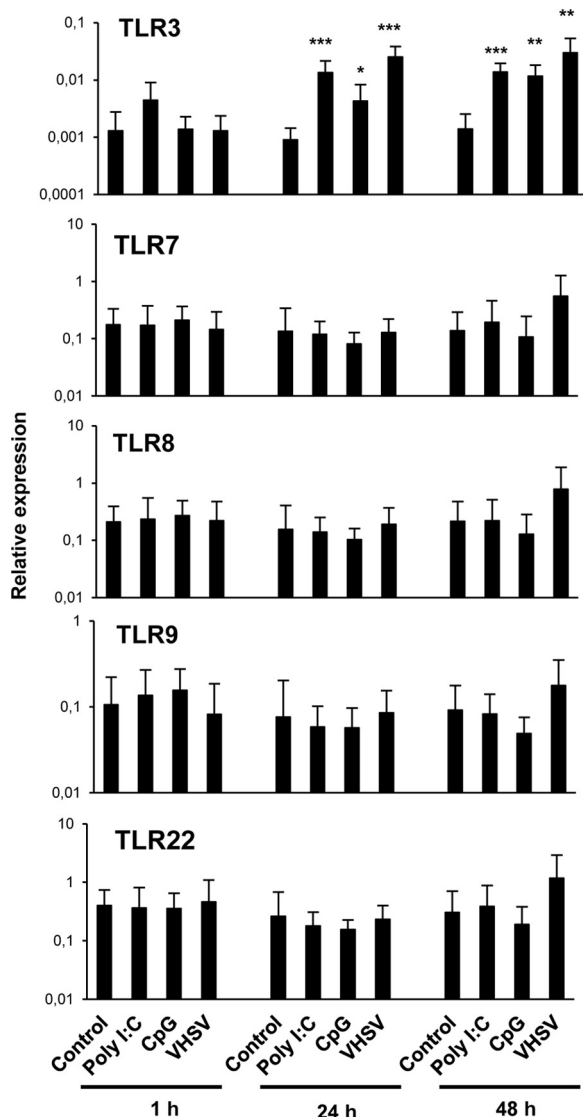 TLR3
0,1
0,01
0,001
0,0001
***
*
***
***
**
**
TLR7
1
0,1
0,01
TLR8
1
0,1
0,01
Relative expression
TLR9
1
0,1
0,01
TLR22
10
1
0,1
0,01
Control
Poly I:C
CpG
VHSV
Control
Poly I:C
CpG
VHSV
Control
Poly I:C
CpG
VHSV
1 h
24 h
48 h